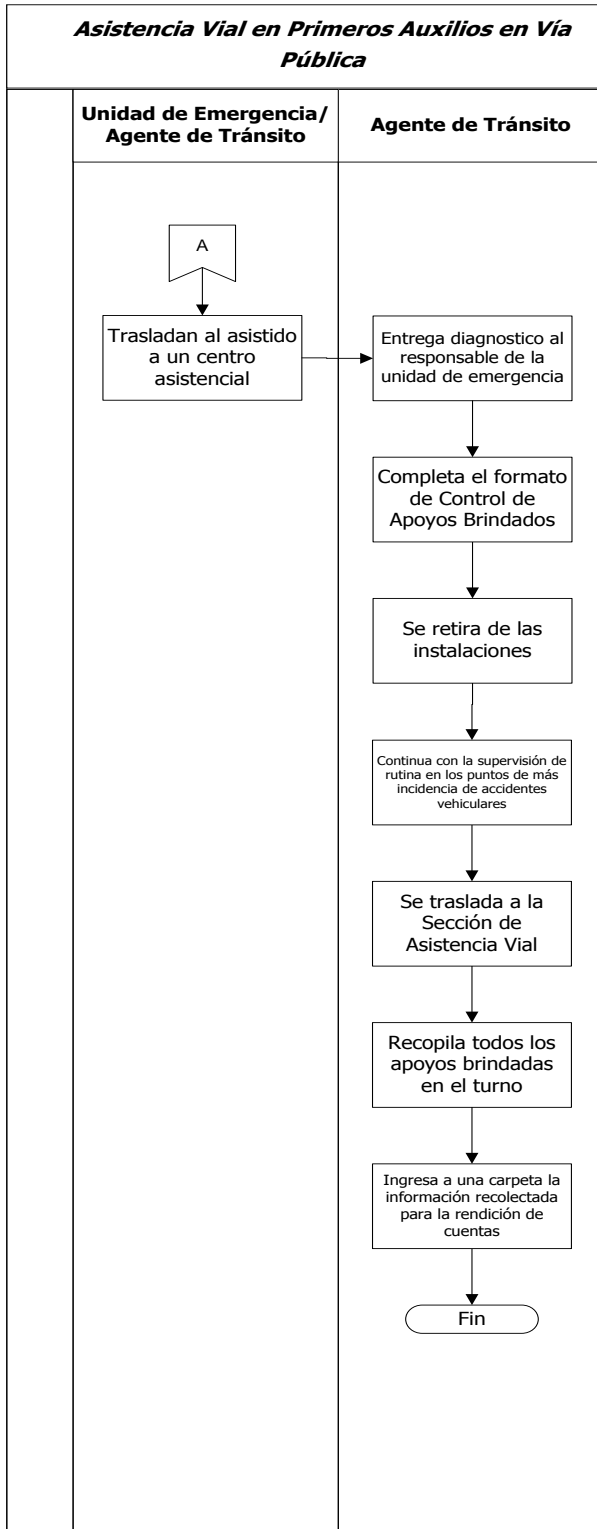 Asistencia Vial en Primeros Auxilios en Vía
Pública
Unidad de Emergencia/
Agente de Tránsito
Agente de Tránsito
A
Trasladan al asistido
a un centro
asistencial
Entrega diagnostico al
responsable de la
unidad de emergencia
Completa el formato
de Control de
Apoyos Brindados
Se retira de las
instalaciones
Continua con la supervisión de
rutina en los puntos de más
incidencia de accidentes
vehiculares
Se traslada a la
Sección de
Asistencia Vial
Recopila todos los
apoyos brindadas
en el turno
Ingresa a una carpeta la
información recolectada
para la rendición de
cuentas
Fin